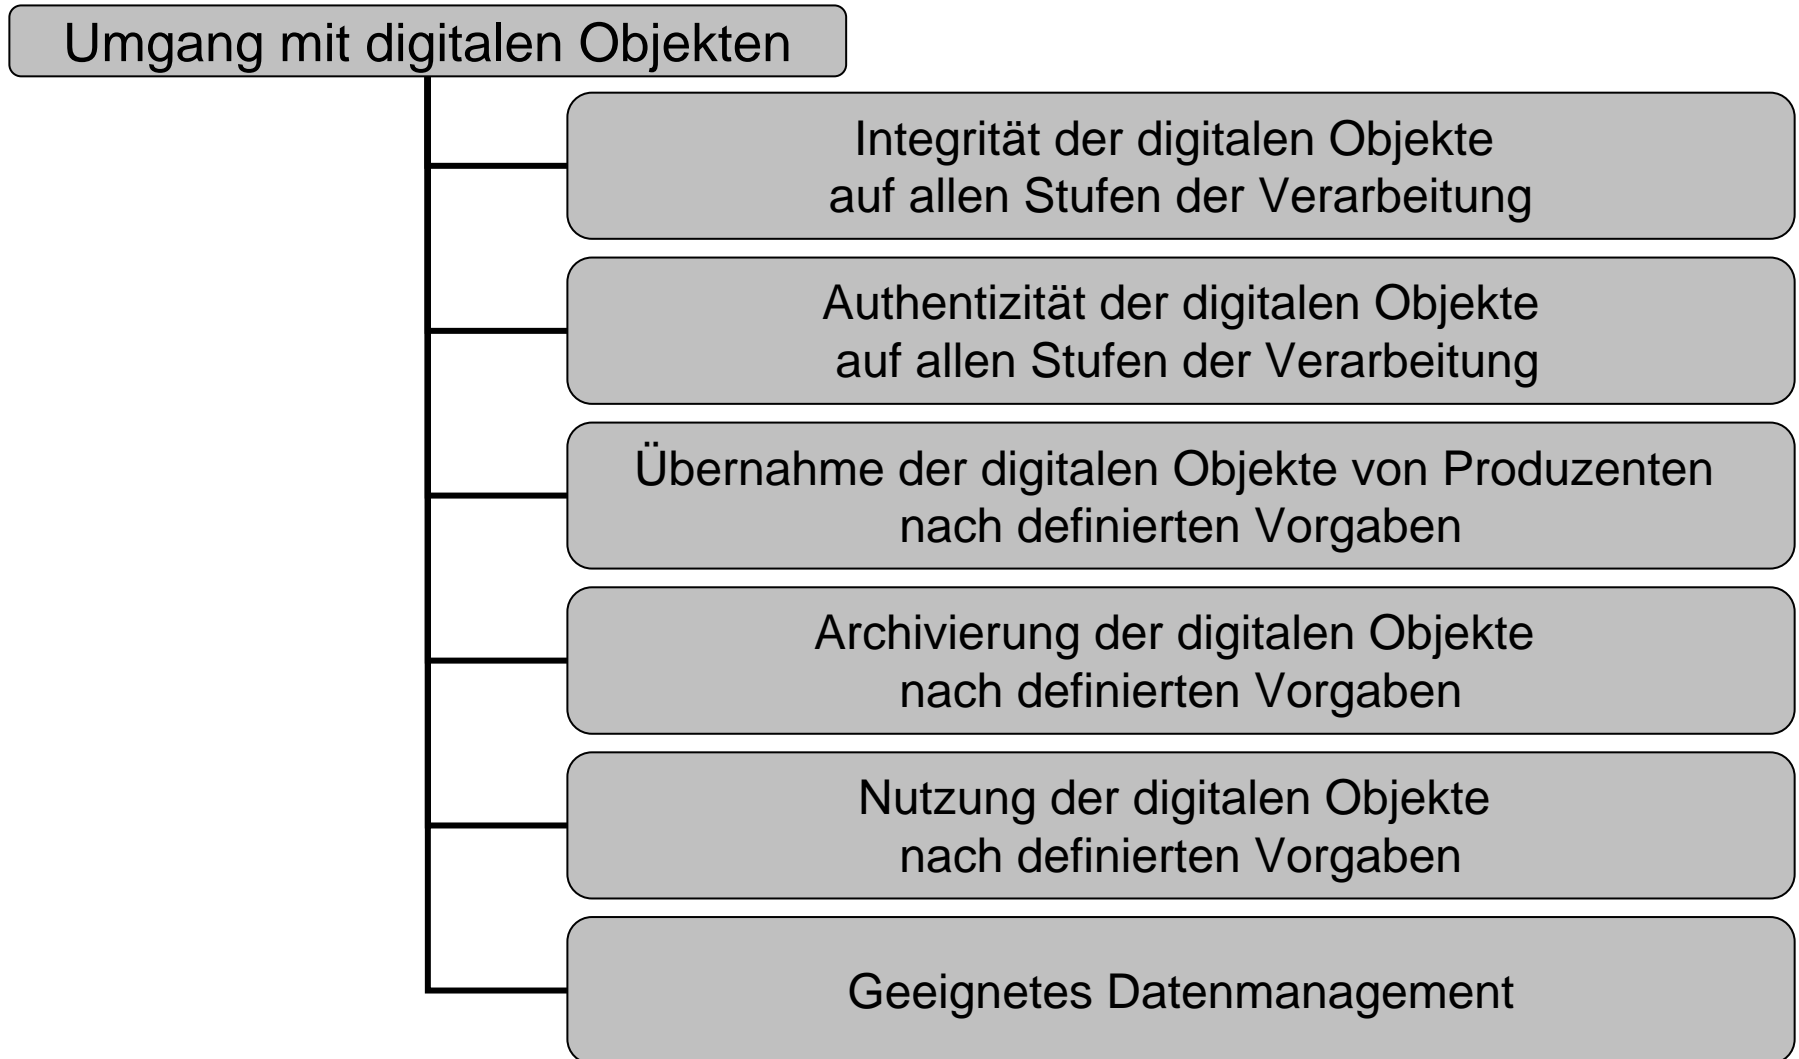 Umgang mit digitalen Objekten
Integrität der digitalen Objekte
auf allen Stufen der Verarbeitung
Authentizität der digitalen Objekte
auf allen Stufen der Verarbeitung
Übernahme der digitalen Objekte von Produzenten
nach definierten Vorgaben
Archivierung der digitalen Objekte
nach definierten Vorgaben
Nutzung der digitalen Objekte
nach definierten Vorgaben
Geeignetes Datenmanagement